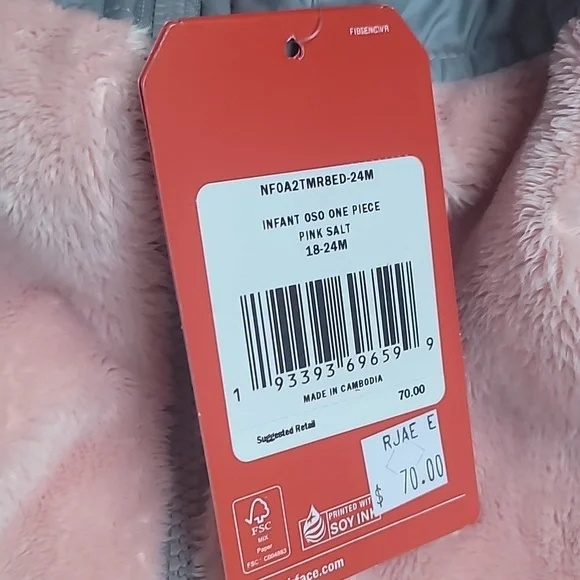 NF0A2TMR8ED-24M
INFANT OSO ONE PIECE
PINK SALT
18-24M
1 93393 69659 9
MADE IN CAMBODIA
70.00
Suggested Retail
RJAE E
$ 70.00
FSC
MIX
Paper
PRINTED WITH
SOY INK
face.com